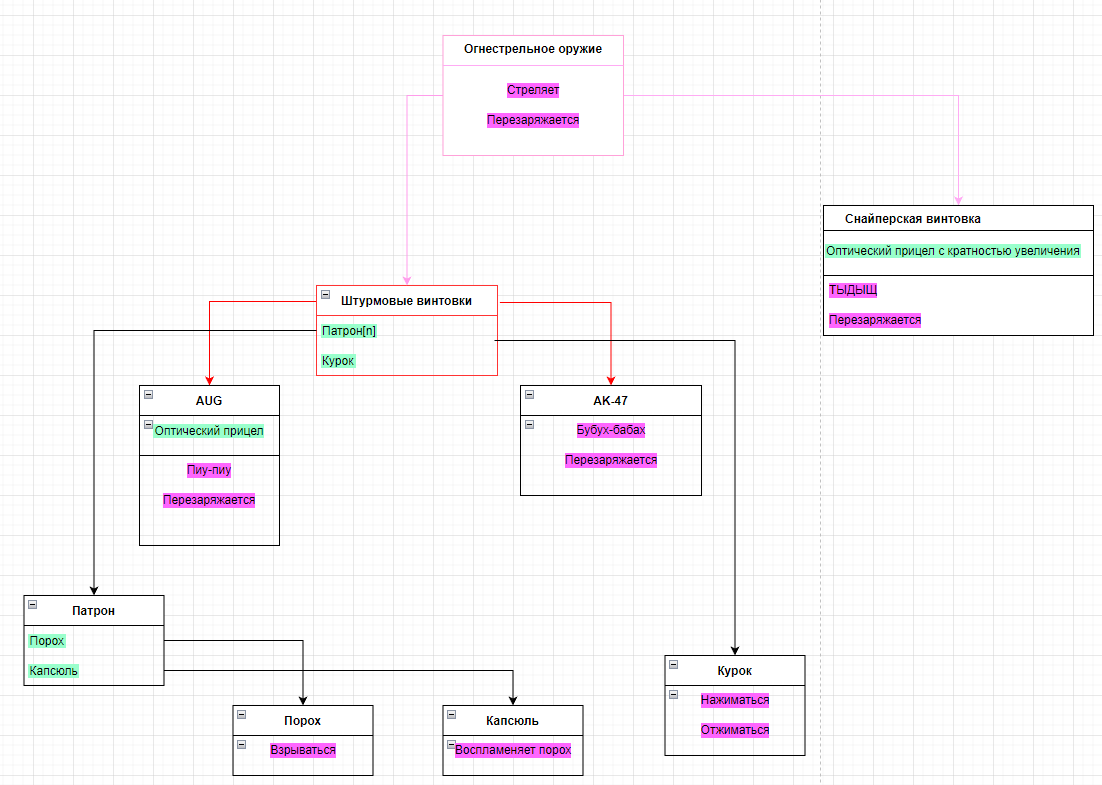 Огнестрельное оружие
Стреляет
Перезаряжается
Снайперская винтовка
Оптический прицел с кратностью увеличения
ТЫДЫЩ
Перезаряжается
Штурмовые винтовки
Патрон[n]
Курок
AUG
Оптический прицел
Пиу-пиу
Перезаряжается
АК-47
Бубух-бабах
Перезаряжается
Патрон
Порох
Капсюль
Порох
Взрываться
Капсюль
Воспламеняет порох
Курок
Нажиматься
Отжиматься